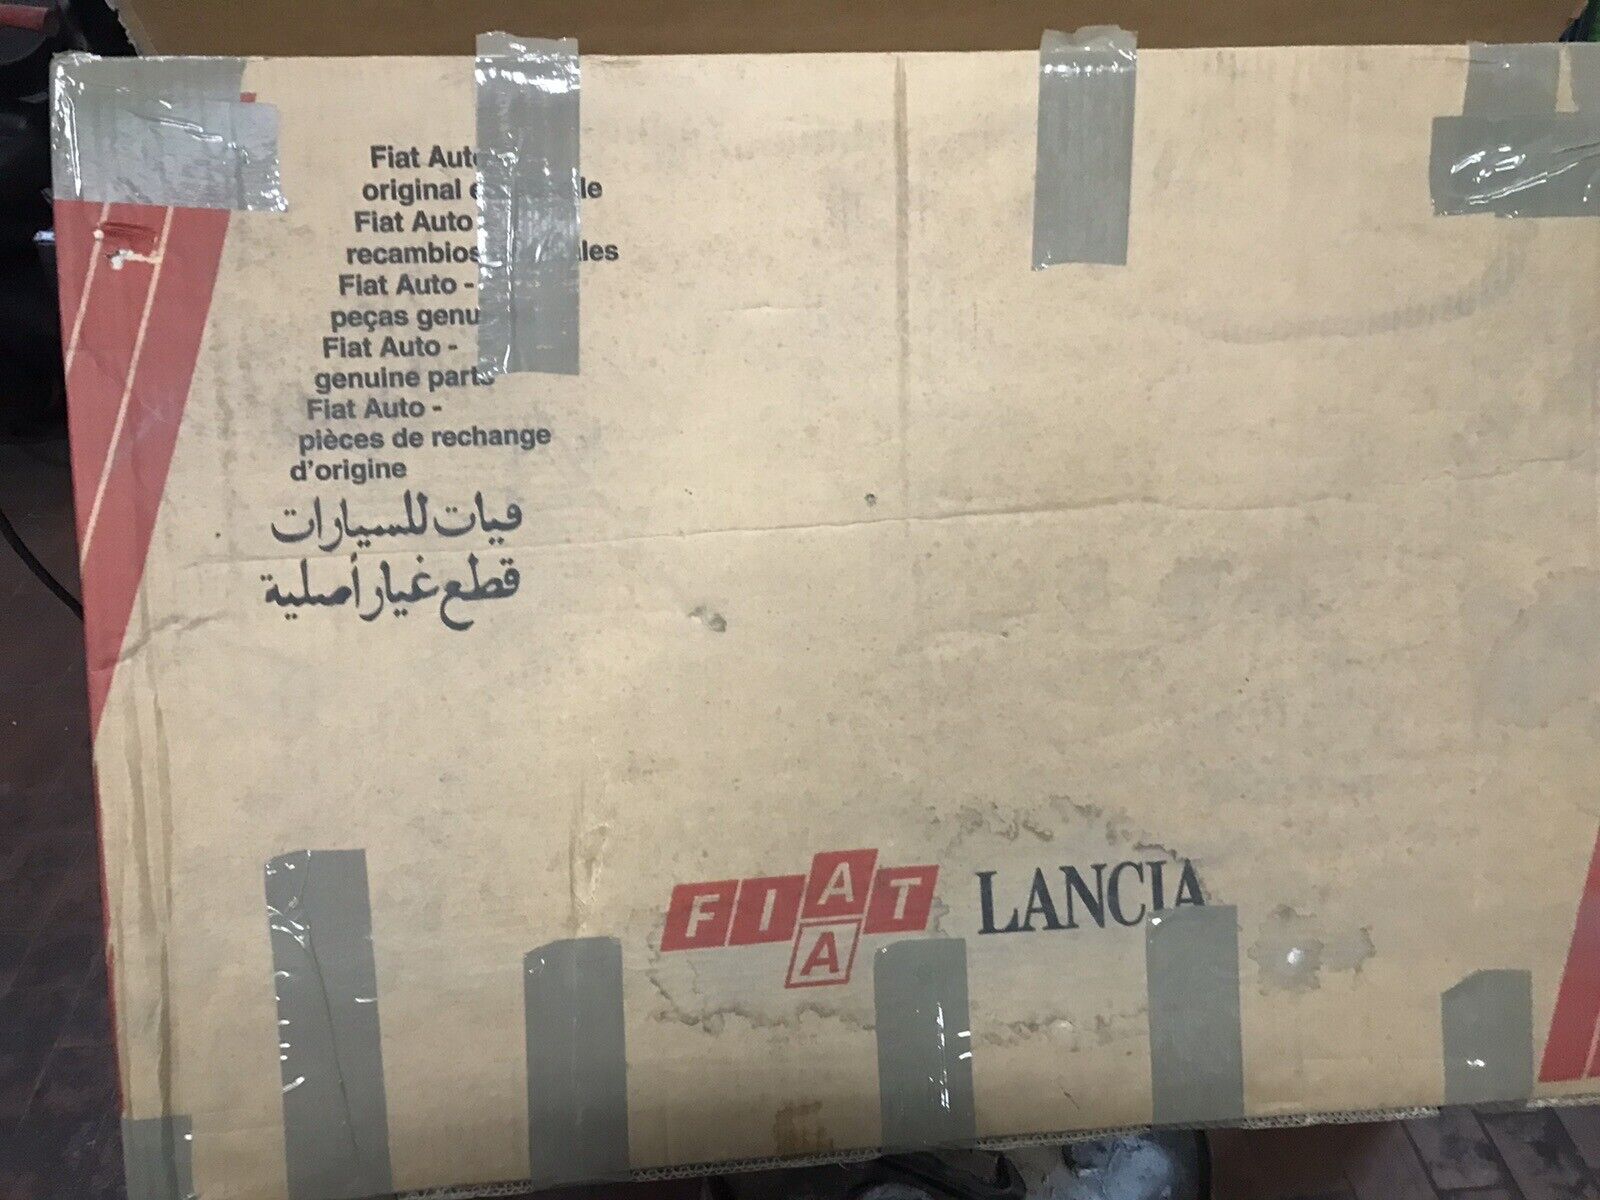 Fiat Auto
original
Fiat Auto
recambios
Fiat Auto -
peças
Fiat Auto -
genuine parts
Fiat Auto -
pièces de rechange
d'origine
فيات للسيارات
قطع غيار أصلية
FIAT LANCIA
A